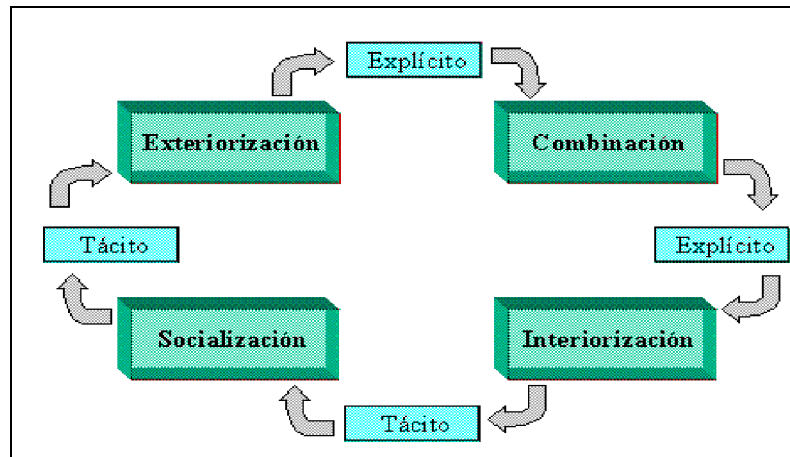 Explícito
Exteriorización
Combinación
Tácito
Explícito
Socialización
Interiorización
Tácito